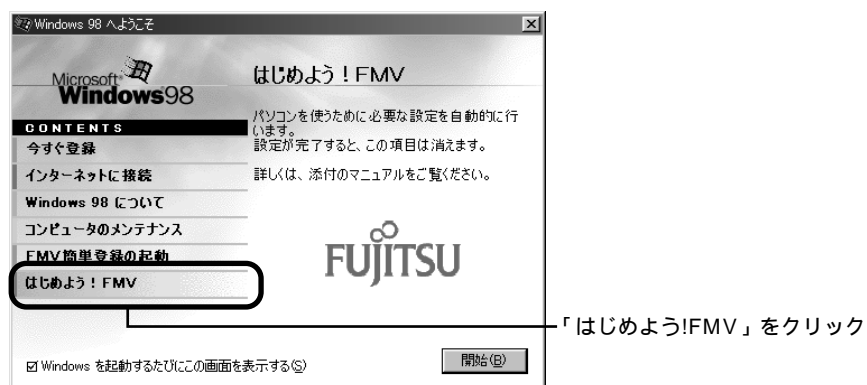 Windows 98 へようこそ
Microsoft
Windows98
CONTENTS
今すぐ登録
インターネットに接続
Windows 98 について
コンピュータのメンテナンス
FMV簡単登録の起動
はじめよう!FMV
はじめよう!FMV
パソコンを使うために必要な設定を自動的に行
います。
設定が完了すると、この項目は消えます。
詳しくは、添付のマニュアルをご覧ください。
FUJITSU
「はじめよう!FMV」をクリック
Windows を起動するたびにこの画面を表示する(S)
開始(B)